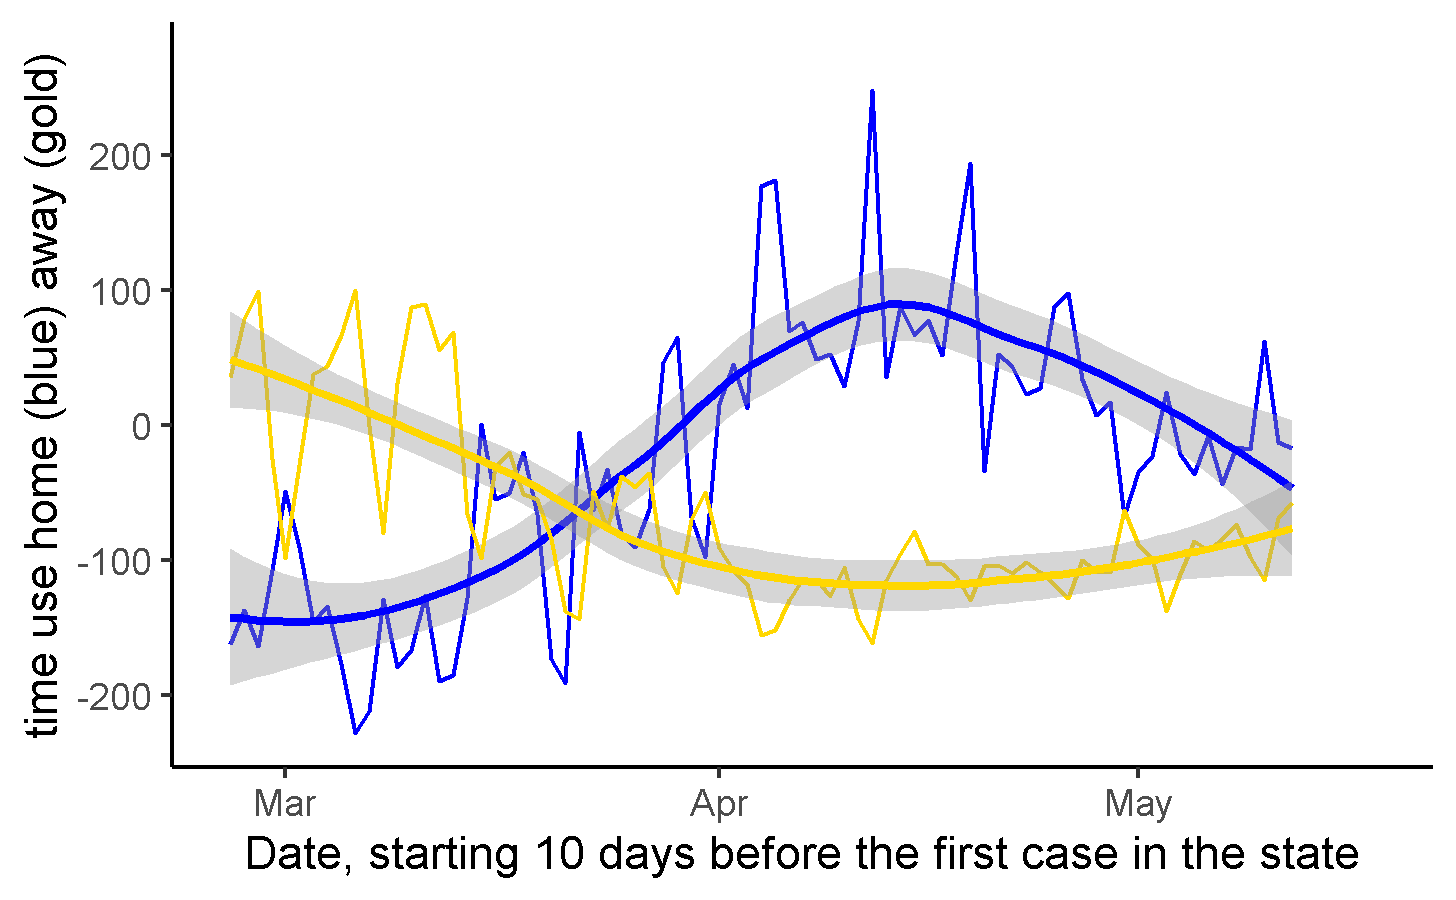 time use home (blue) away (gold)
200
100
0
-100
-200
Mar Apr May
Date, starting 10 days before the first case in the state